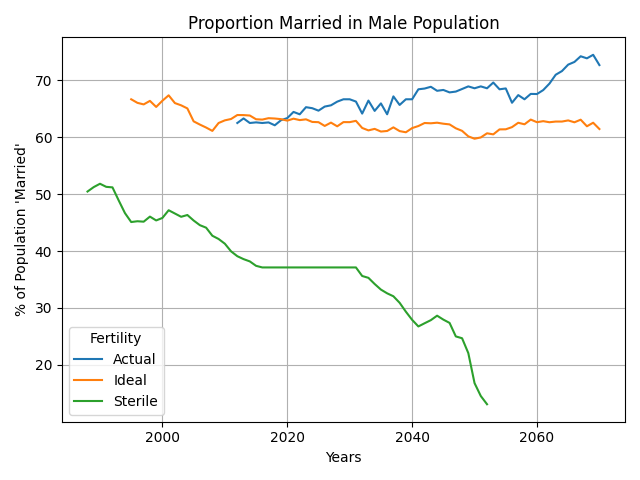 Proportion Married in Male Population
% of Population 'Married'
70
60
50
40
30
20
Fertility
Actual
Ideal
Sterile
2000
2020
2040
2060
Years